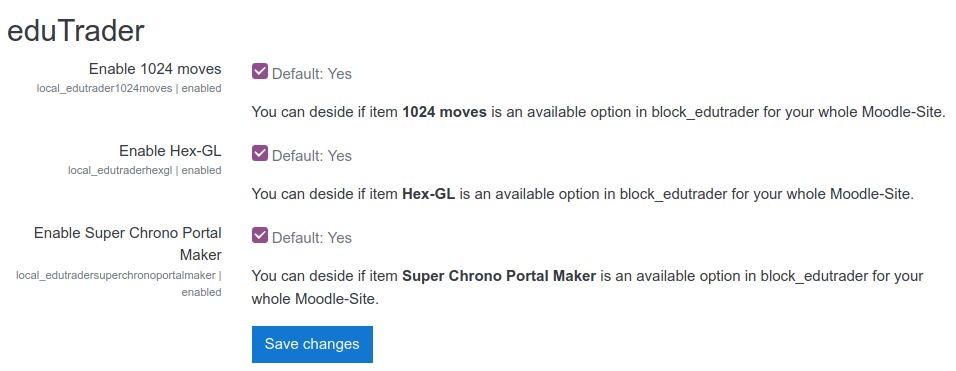 eduTrader
Enable 1024 moves
Default: Yes
local_edutrader1024moves | enabled
You can deside if item 1024 moves is an available option in block_edutrader for your whole Moodle-Site.
Enable Hex-GL
Default: Yes
local_edutraderhexgl | enabled
You can deside if item Hex-GL is an available option in block_edutrader for your whole Moodle-Site.
Enable Super Chrono Portal
Maker
Default: Yes
local_edutradersuperchronoportalmaker |
enabled
You can deside if item Super Chrono Portal Maker is an available option in block_edutrader for your
whole Moodle-Site.
Save changes